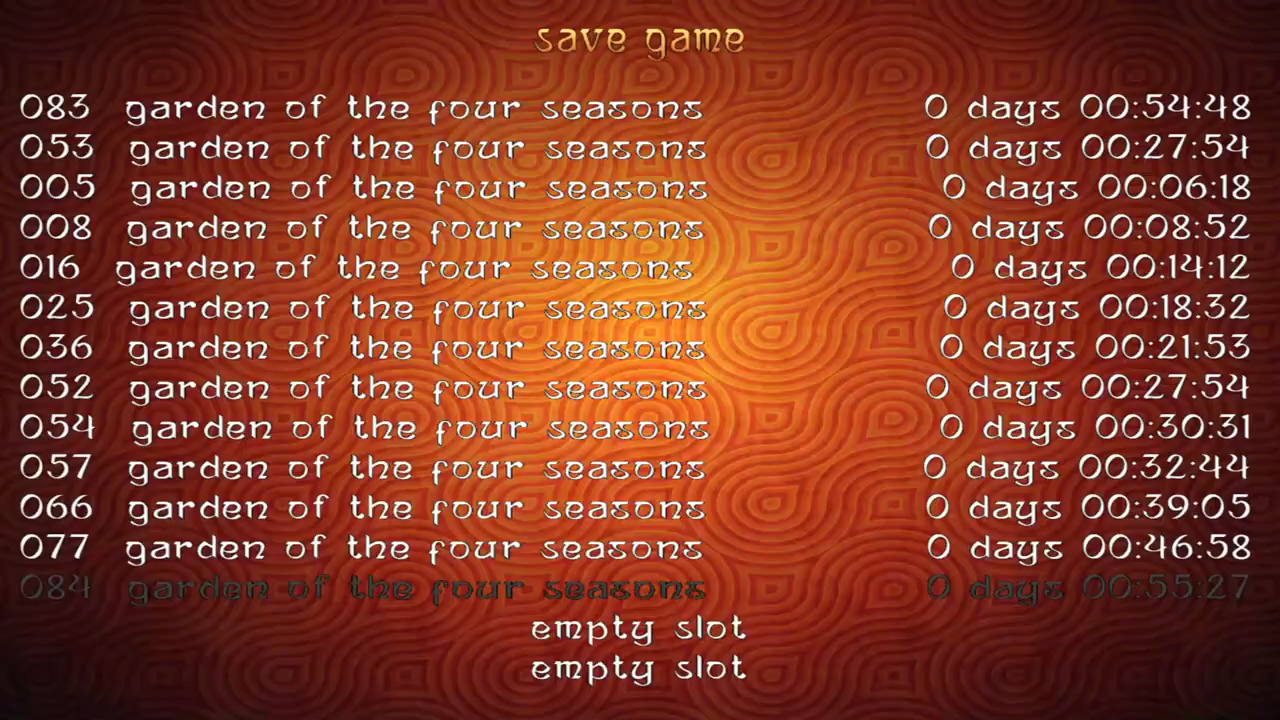 save game
083 garden of the four seasons 0 days 00:54:48
053 garden of the four seasons 0 days 00:27:54
005 garden of the four seasons 0 days 00:06:18
008 garden of the four seasons 0 days 00:08:52
016 garden of the four seasons 0 days 00:14:12
025 garden of the four seasons 0 days 00:18:32
036 garden of the four seasons 0 days 00:21:53
052 garden of the four seasons 0 days 00:27:54
054 garden of the four seasons 0 days 00:30:31
057 garden of the four seasons 0 days 00:32:44
066 garden of the four seasons 0 days 00:39:05
077 garden of the four seasons 0 days 00:46:58
084 garden of the four seasons 0 days 00:55:27
empty slot
empty slot